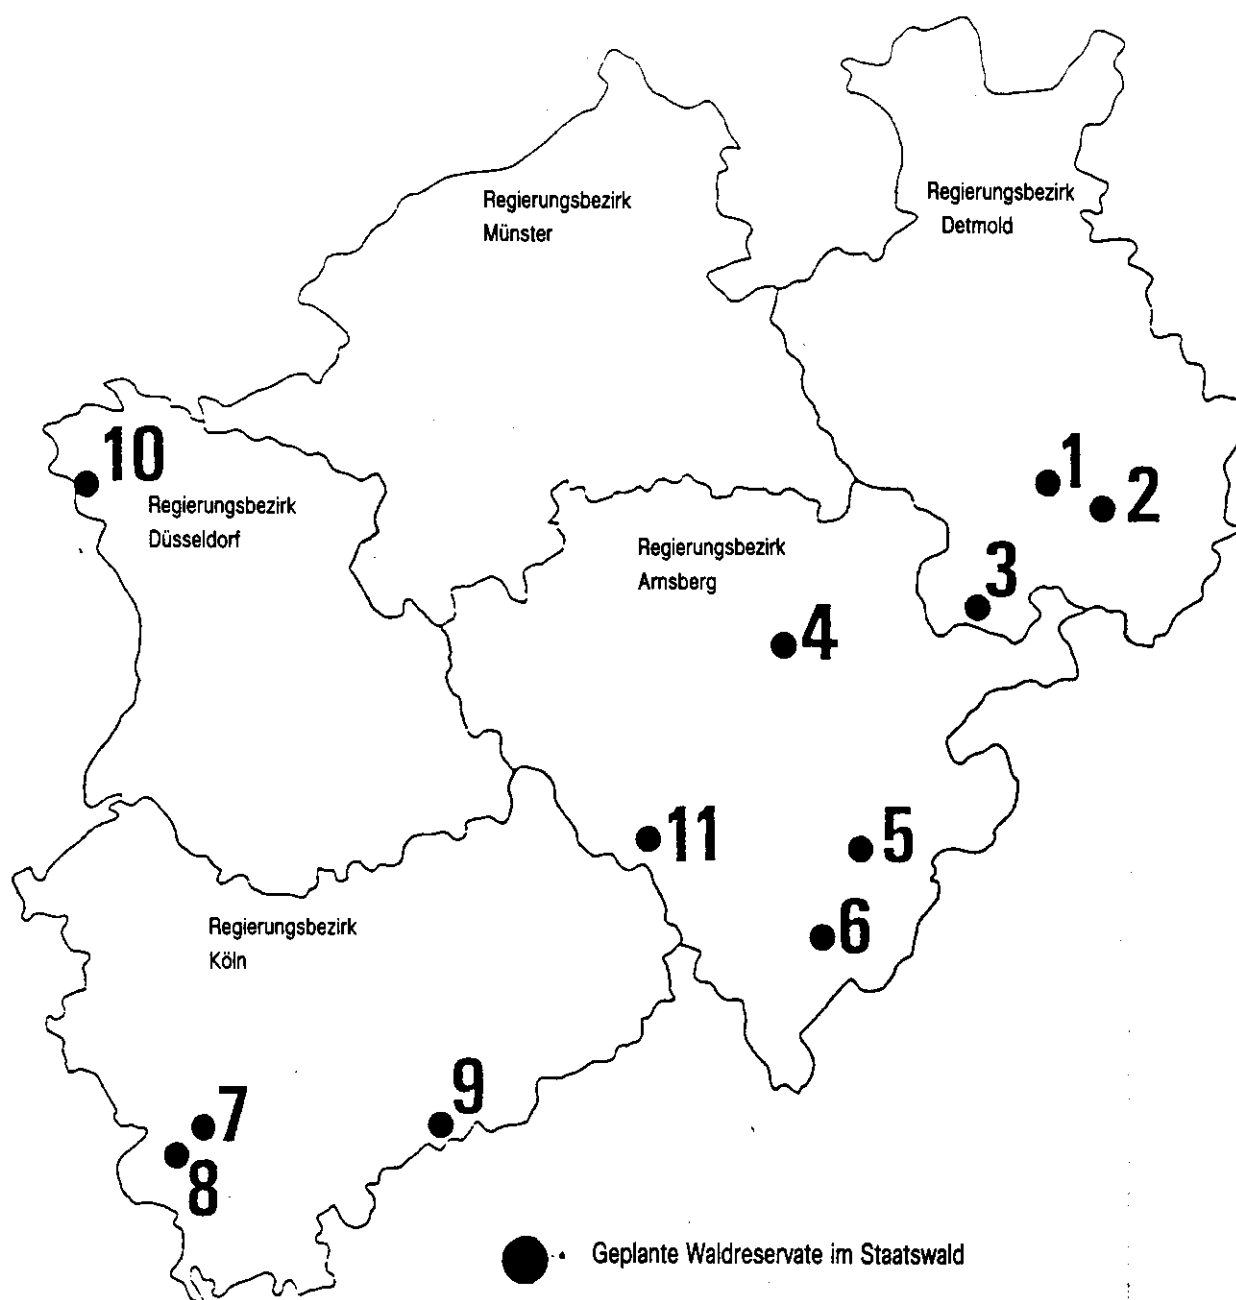 Regierungsbezirk
Münster
Regierungsbezirk
Detmold
10
Regierungsbezirk
Düsseldorf
1
2
Regierungsbezirk
Arnsberg
3
4
11
5
6
Regierungsbezirk
Köln
7
8
9
Geplante Waldreservate im Staatswald